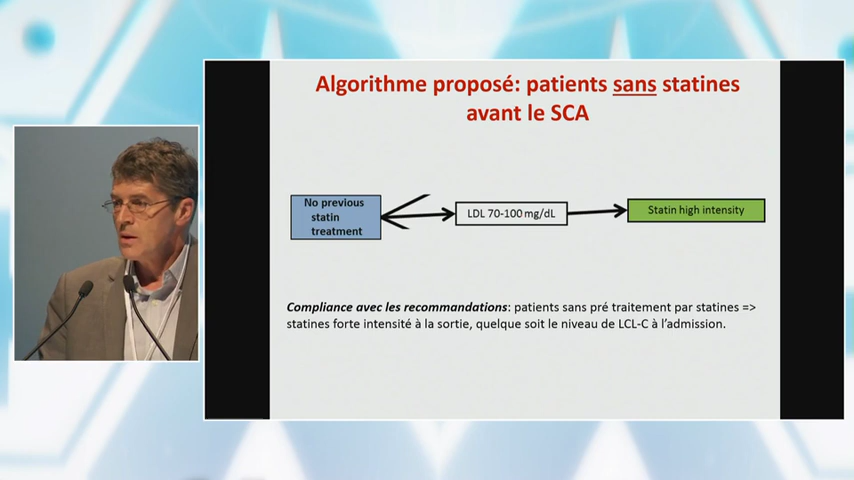 Algorithme proposé: patients sans statines
avant le SCA
No previous
statin
treatment
LDL 70-100 mg/dL
Statin high intensity
Compliance avec les recommandations: patients sans pré traitement par statines =>
statines forte intensité à la sortie, quelque soit le niveau de LCL-C à l’admission.